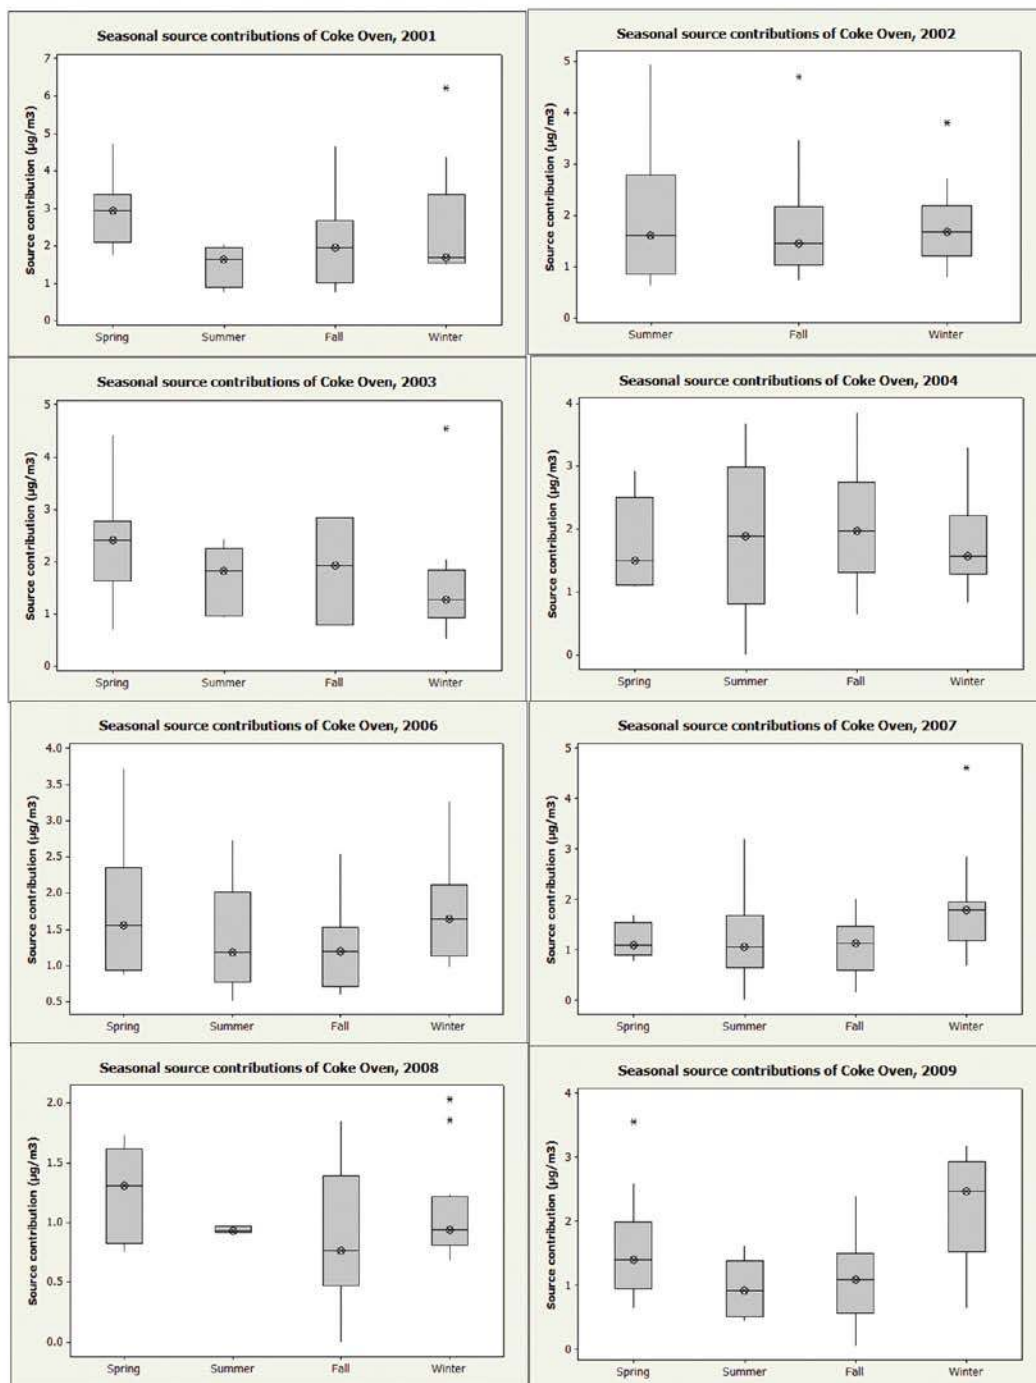 Seasonal source contributions of Coke Oven, 2001
Source contribution (µg/m3)
7
6
5
4
3
2
1
0
*
Spring Summer Fall Winter
Seasonal source contributions of Coke Oven, 2002
Source contribution (µg/m3)
5
4
3
2
1
0
*
*
Summer Fall Winter
Seasonal source contributions of Coke Oven, 2003
Source contribution (µg/m3)
5
4
3
2
1
0
*
Spring Summer Fall Winter
Seasonal source contributions of Coke Oven, 2004
Source contribution (µg/m3)
4
3
2
1
0
Spring Summer Fall Winter
Seasonal source contributions of Coke Oven, 2006
Source contribution (µg/m3)
4.0
3.5
3.0
2.5
2.0
1.5
1.0
0.5
Spring Summer Fall Winter
Seasonal source contributions of Coke Oven, 2007
Source contribution (µg/m3)
5
4
3
2
1
0
*
Spring Summer Fall Winter
Seasonal source contributions of Coke Oven, 2008
Source contribution (µg/m3)
2.0
1.5
1.0
0.5
0.0
*
*
Spring Summer Fall Winter
Seasonal source contributions of Coke Oven, 2009
Source contribution (µg/m3)
4
3
2
1
0
*
Spring Summer Fall Winter